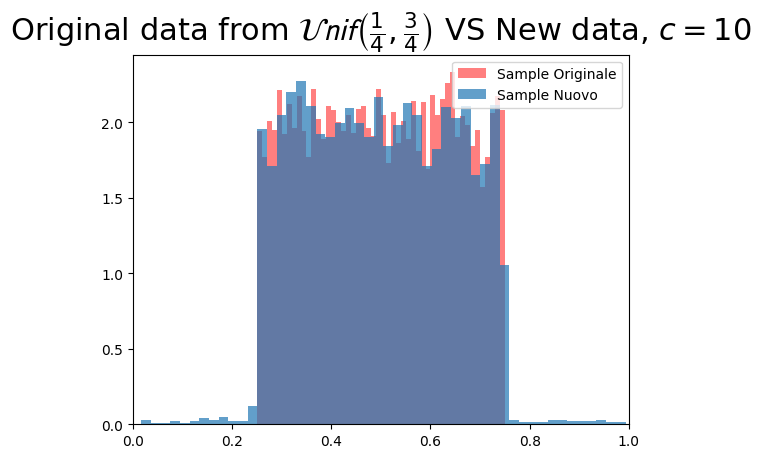 Original data from 𝒰nif(1/4, 3/4) VS New data, c = 10
Sample Originale
Sample Nuovo
2.0
1.5
1.0
0.5
0.0
0.0 0.2 0.4 0.6 0.8 1.0